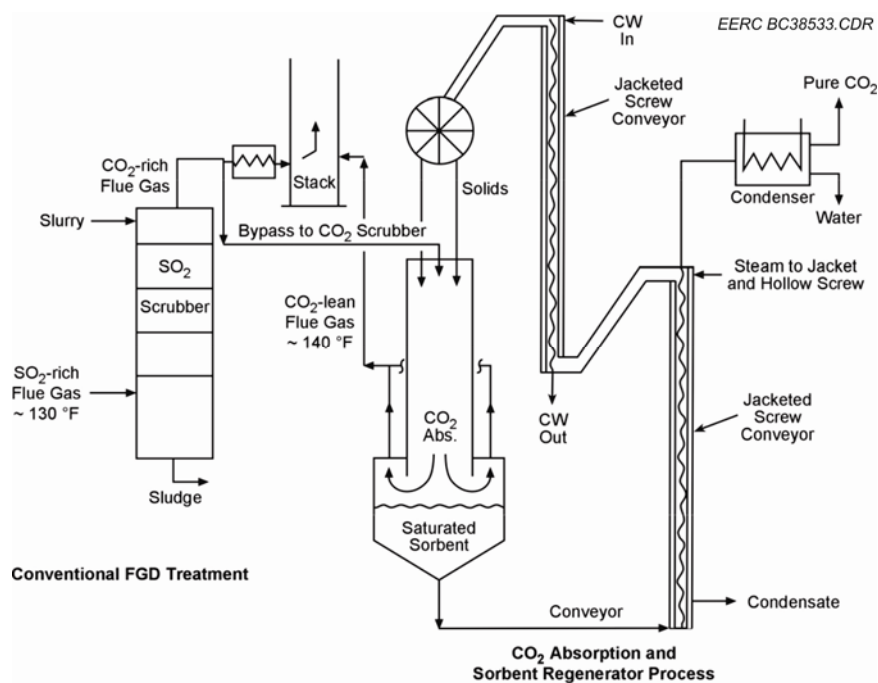 EERC BC38533.CDR
CW
In
Jacketed
Screw
Conveyor
Pure CO₂
Condenser
Water
CO₂-rich
Flue Gas
Stack
Solids
Slurry
Bypass to CO₂ Scrubber
SO₂
Scrubber
CO₂-lean
Flue Gas
~ 140 °F
Steam to Jacket
and Hollow Screw
SO₂-rich
Flue Gas
~ 130 °F
CO₂
Abs.
CW
Out
Jacketed
Screw
Conveyor
Sludge
Saturated
Sorbent
Conventional FGD Treatment
Conveyor
Condensate
CO₂ Absorption and
Sorbent Regenerator Process